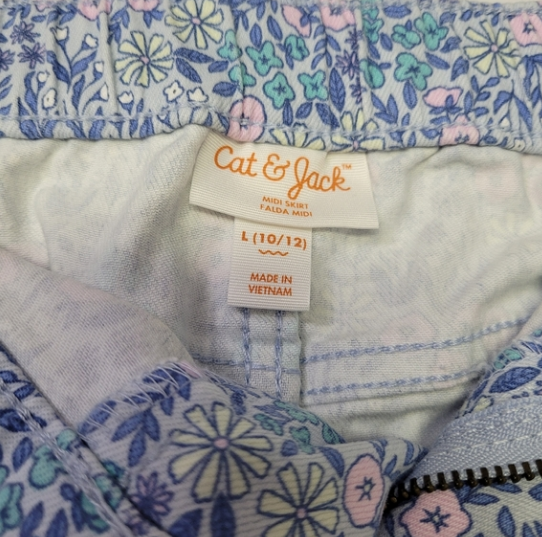 Cat & Jack™
MIDI SKIRT
FALDA MIDI
L (10/12)
MADE IN
VIETNAM